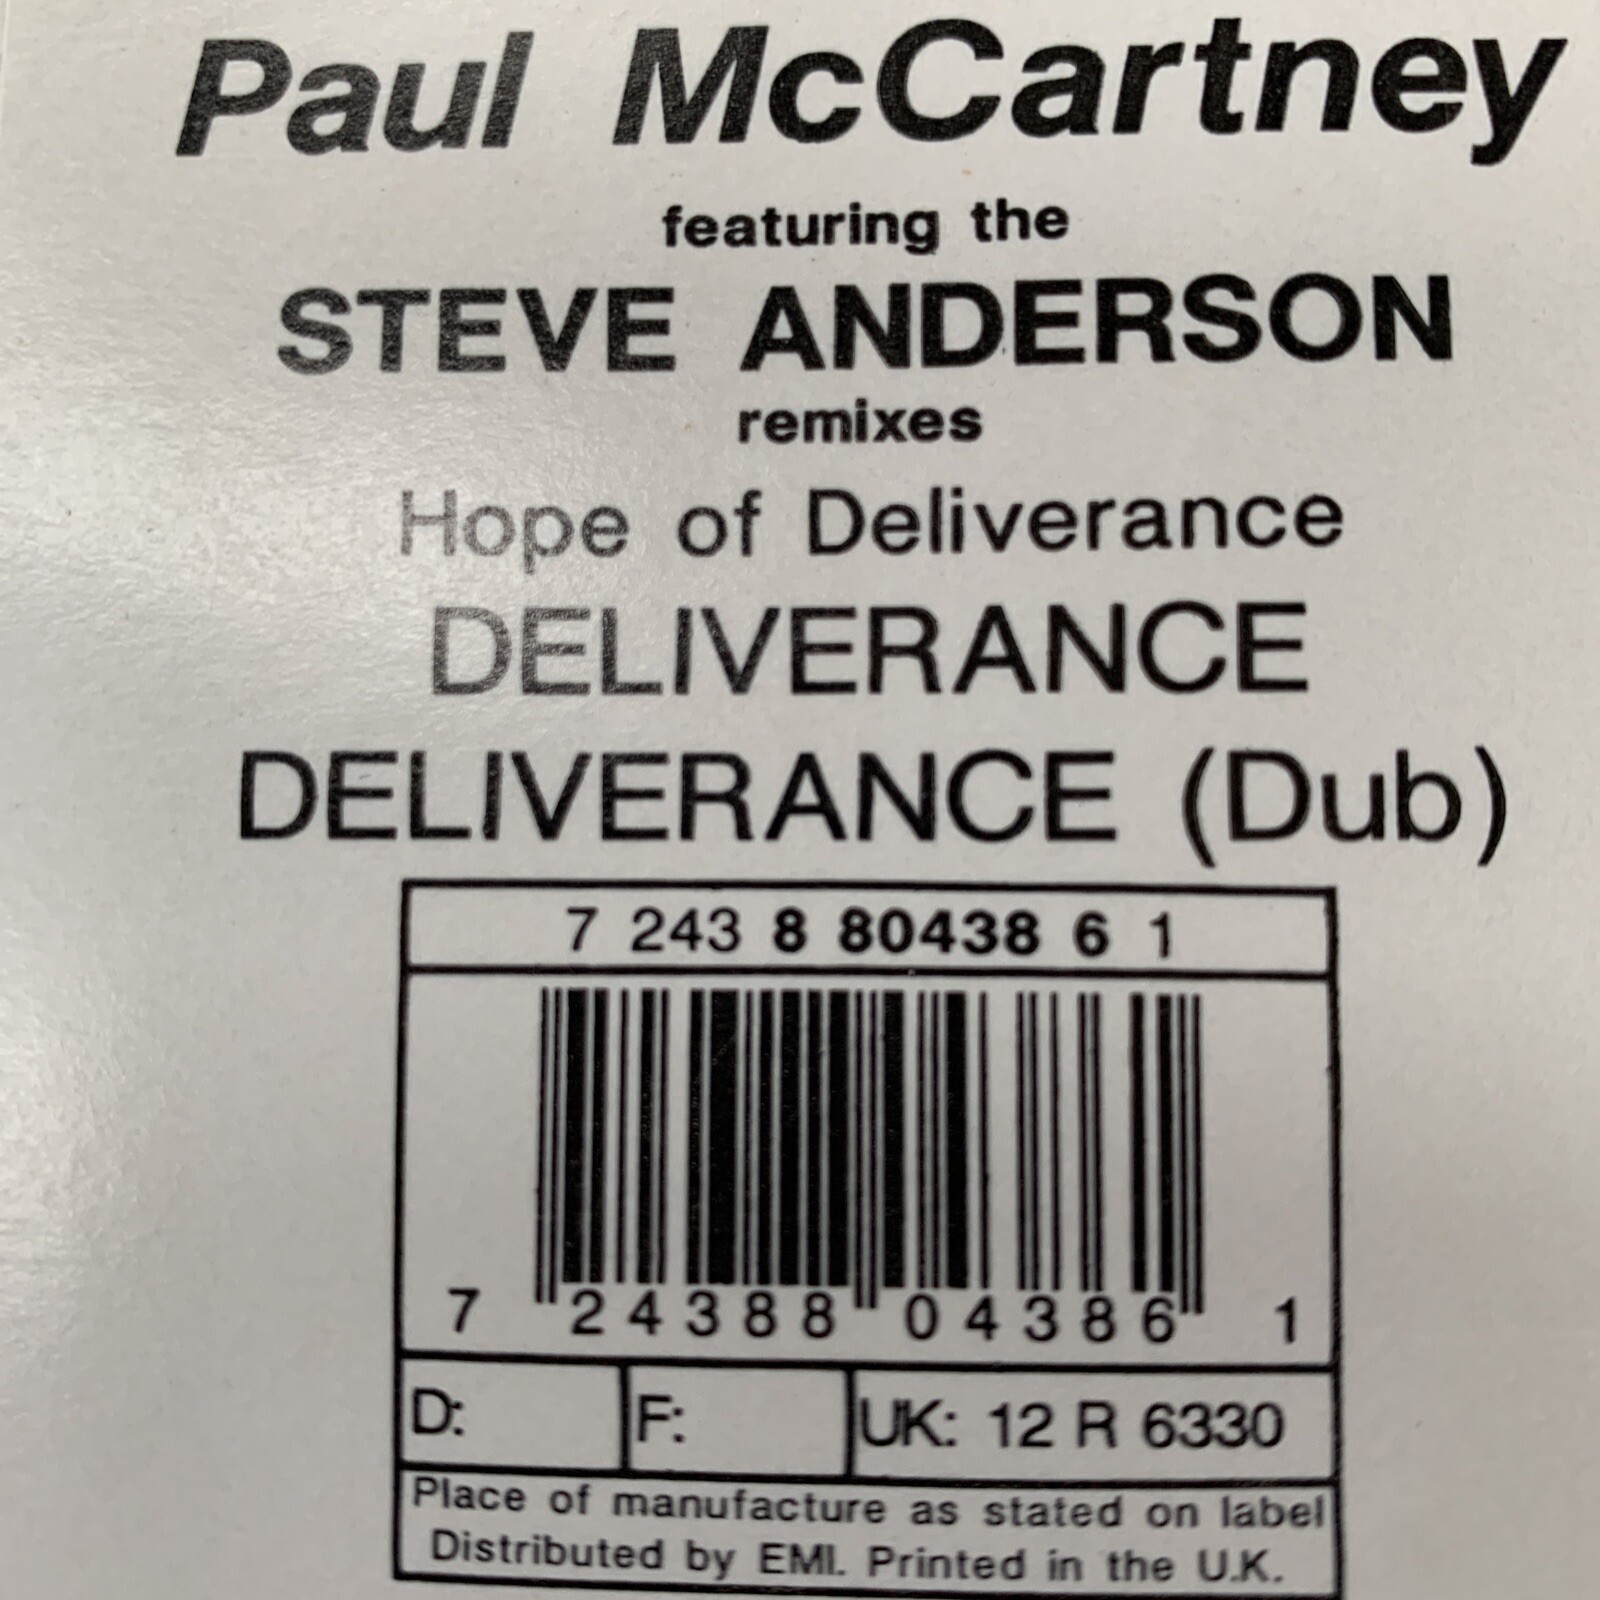 Paul McCartney
featuring the
STEVE ANDERSON
remixes
Hope of Deliverance
DELIVERANCE
DELIVERANCE (Dub)
7 243 8 80438 6 1
7 24388 04386 1
D: F: UK: 12 R 6330
Place of manufacture as stated on label
Distributed by EMI. Printed in the U.K.